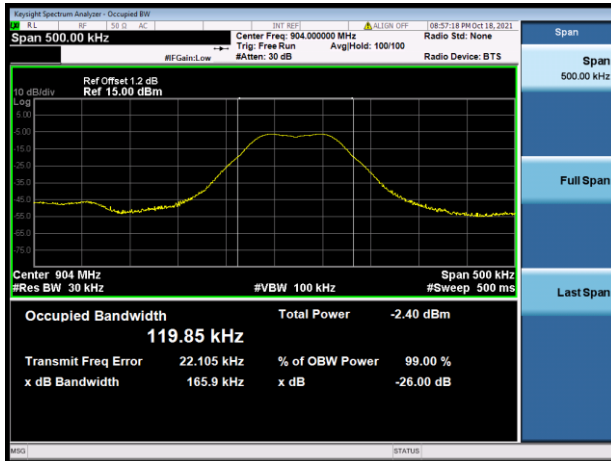 Keysight Spectrum Analyzer - Occupied BW
RL RF 50 Ω AC INT REF ALIGN OFF 08:57:18 PM Oct 18, 2021
Span 500.00 kHz Center Freq: 904.000000 MHz Radio Std: None
Trig: Free Run Avg|Hold: 100/100
#IFGain:Low #Atten: 30 dB Radio Device: BTS
Ref Offset 1.2 dB
10 dB/div Ref 15.00 dBm
Log
5.00
-5.00
-15.0
-25.0
-35.0
-45.0
-55.0
-65.0
-75.0
Center 904 MHz Span 500 kHz
#Res BW 30 kHz #VBW 100 kHz #Sweep 500 ms
Occupied Bandwidth Total Power -2.40 dBm
119.85 kHz
Transmit Freq Error 22.105 kHz % of OBW Power 99.00 %
x dB Bandwidth 165.9 kHz x dB -26.00 dB
MSG STATUS
Span
Span
500.00 kHz
Full Span
Last Span